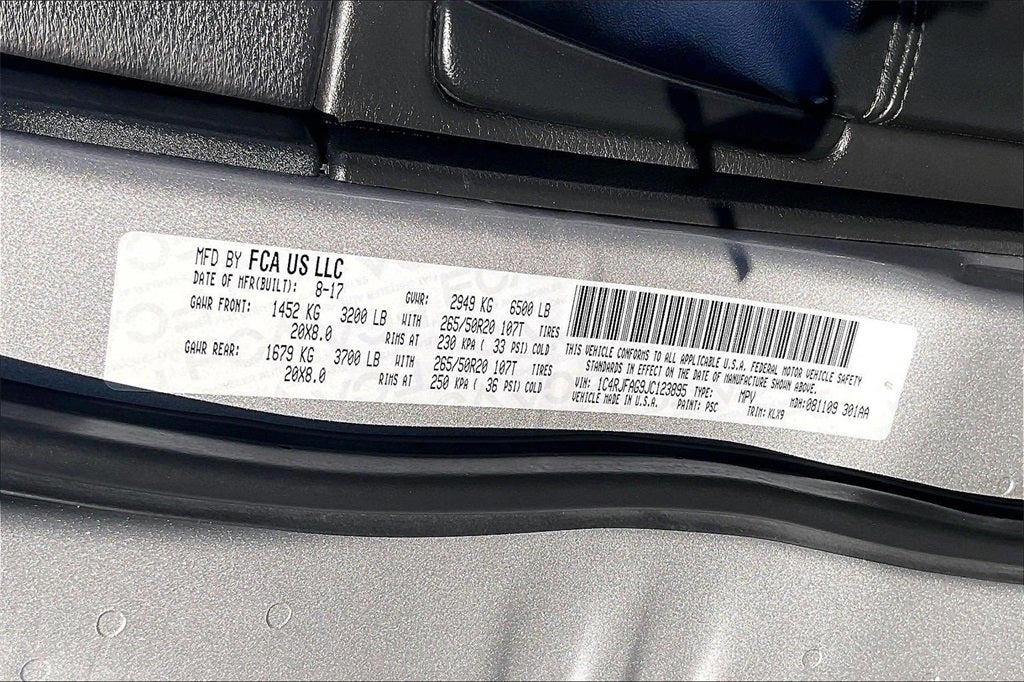 MFD BY FCA US LLC
DATE OF MFR(BUILT): 8-17 GVWR: 2949 KG 6500 LB
GAWR FRONT: 1452 KG 3200 LB WITH 265/50R20 107T TIRES
20X8.0 RIMS AT 230 KPA ( 33 PSI) COLD
GAWR REAR: 1679 KG 3700 LB WITH 265/50R20 107T TIRES
20X8.0 RIMS AT 250 KPA ( 36 PSI) COLD
THIS VEHICLE CONFORMS TO ALL APPLICABLE U.S.A. FEDERAL MOTOR VEHICLE SAFETY
STANDARDS IN EFFECT ON THE DATE OF MANUFACTURE SHOWN ABOVE.
VIN: 1C4RJFAG9JC123895 TYPE: MPV MDH: 081109 301AA
VEHICLE MADE IN U.S.A. PAINT: PSC TRIM: KLX9